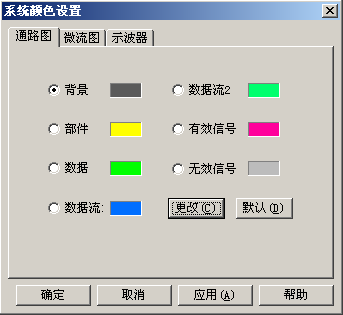 系统颜色设置
通路图 微流图 示波器
背景 数据流2
部件 有效信号
数据 无效信号
数据流: 更改(C) 默认(D)
确定 取消 应用(A) 帮助